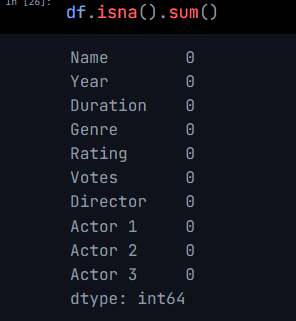 In [26]:
df.isna().sum()
Name 0
Year 0
Duration 0
Genre 0
Rating 0
Votes 0
Director 0
Actor 1 0
Actor 2 0
Actor 3 0
dtype: int64